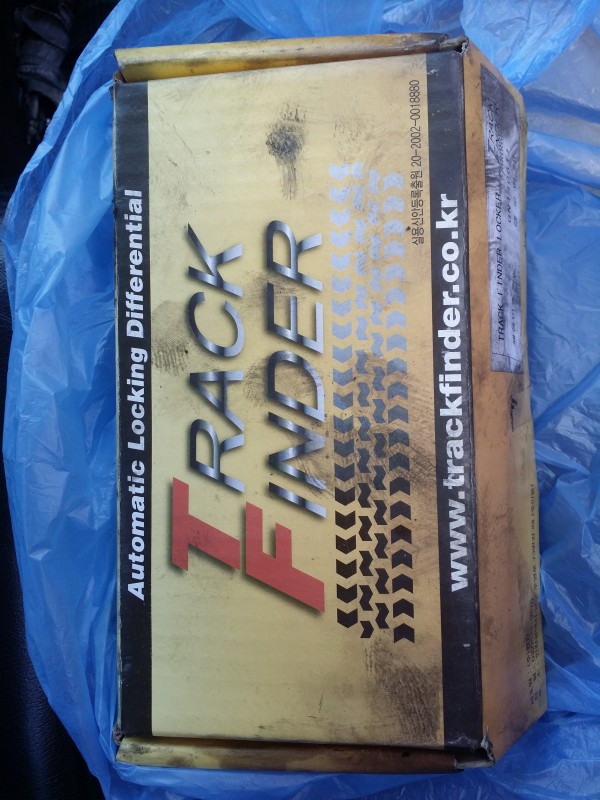 Automatic Locking Differential
TRACK
FINDER
실용신안등록출원 20-2002-0018880
www.trackfinder.co.kr
TRACK FINDER LOCKER
TRACK